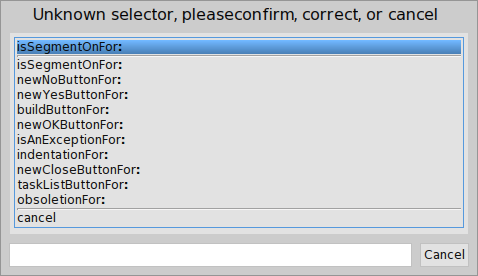 Unknown selector, pleaseconfirm, correct, or cancel
isSegmentOnFor:
isSegmentOnFor:
newNoButtonFor:
newYesButtonFor:
buildButtonFor:
newOKButtonFor:
isAnExceptionFor:
indentationFor:
newCloseButtonFor:
taskListButtonFor:
obsoletionFor:
cancel
Cancel